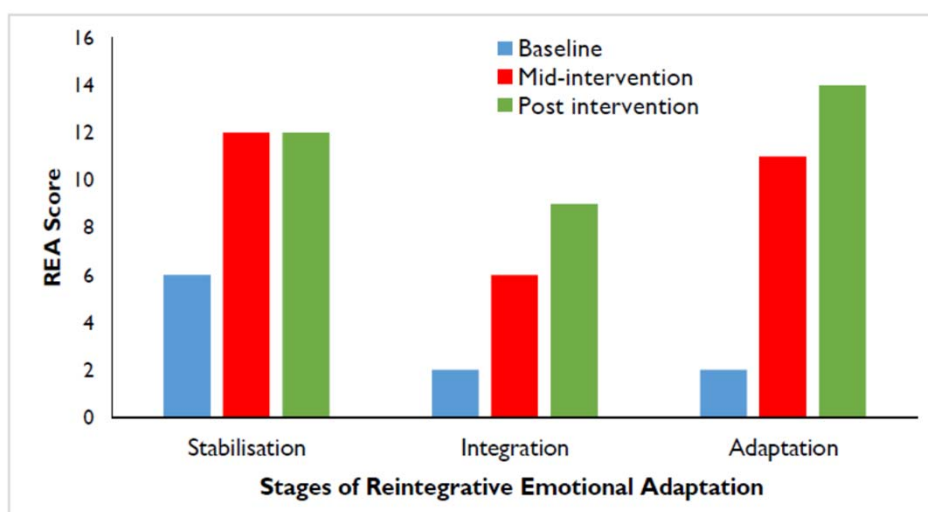 16
14
12
10
8
6
4
2
0
REA Score
Baseline
Mid-intervention
Post intervention
Stabilisation Integration Adaptation
Stages of Reintegrative Emotional Adaptation